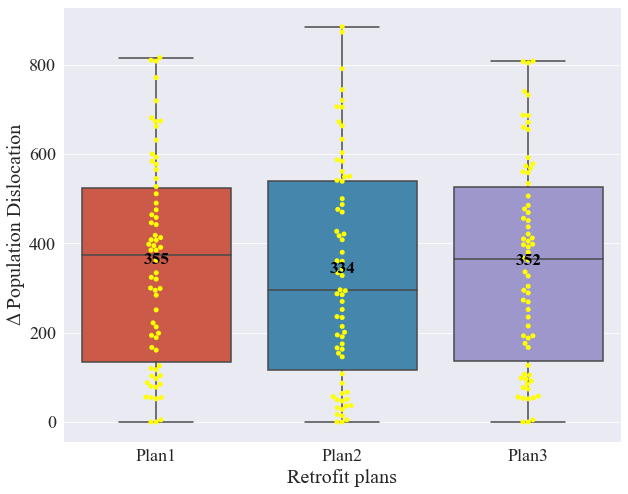 800
600
400
200
0
Δ Population Dislocation
355
334
352
Plan1
Plan2
Plan3
Retrofit plans